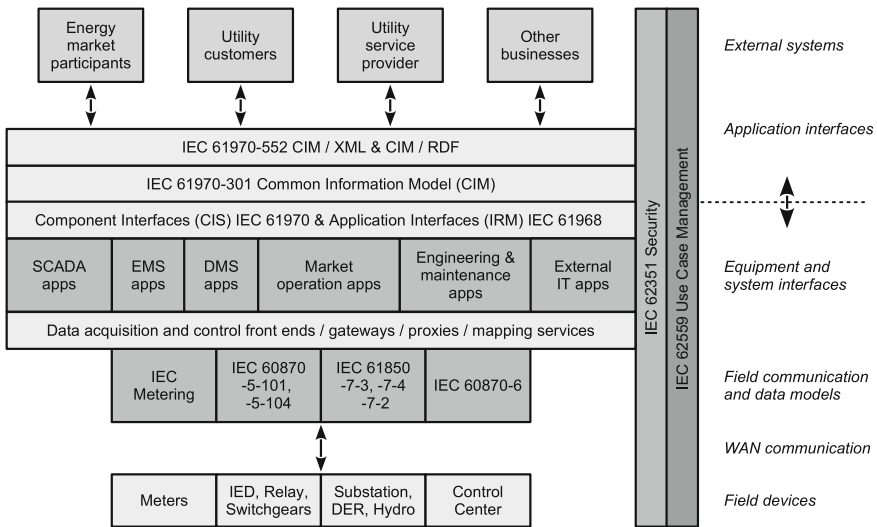 Energy
market
participants
Utility
customers
Utility
service
provider
Other
businesses
External systems
IEC 61970-552 CIM / XML & CIM / RDF
Application interfaces
IEC 61970-301 Common Information Model (CIM)
Component Interfaces (CIS) IEC 61970 & Application Interfaces (IRM) IEC 61968
SCADA
apps
EMS
apps
DMS
apps
Market
operation apps
Engineering &
maintenance
apps
External
IT apps
Equipment and
system interfaces
Data acquisition and control front ends / gateways / proxies / mapping services
IEC
Metering
IEC 60870
-5-101,
-5-104
IEC 61850
-7-3, -7-4
-7-2
IEC 60870-6
Field communication
and data models
WAN communication
Meters
IED, Relay,
Switchgears
Substation,
DER, Hydro
Control
Center
Field devices
IEC 62351 Security
IEC 62559 Use Case Management